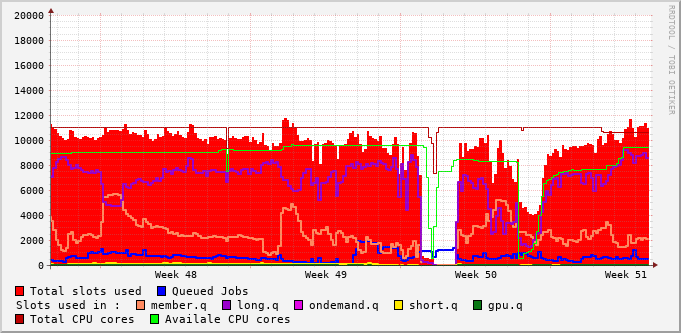 RRDTOOL / TOBI OETIKER
20000
18000
16000
14000
12000
10000
8000
6000
4000
2000
0
Week 48 Week 49 Week 50 Week 51
Total slots used Queued Jobs
Slots used in : member.q long.q ondemand.q short.q gpu.q
Total CPU cores Availale CPU cores